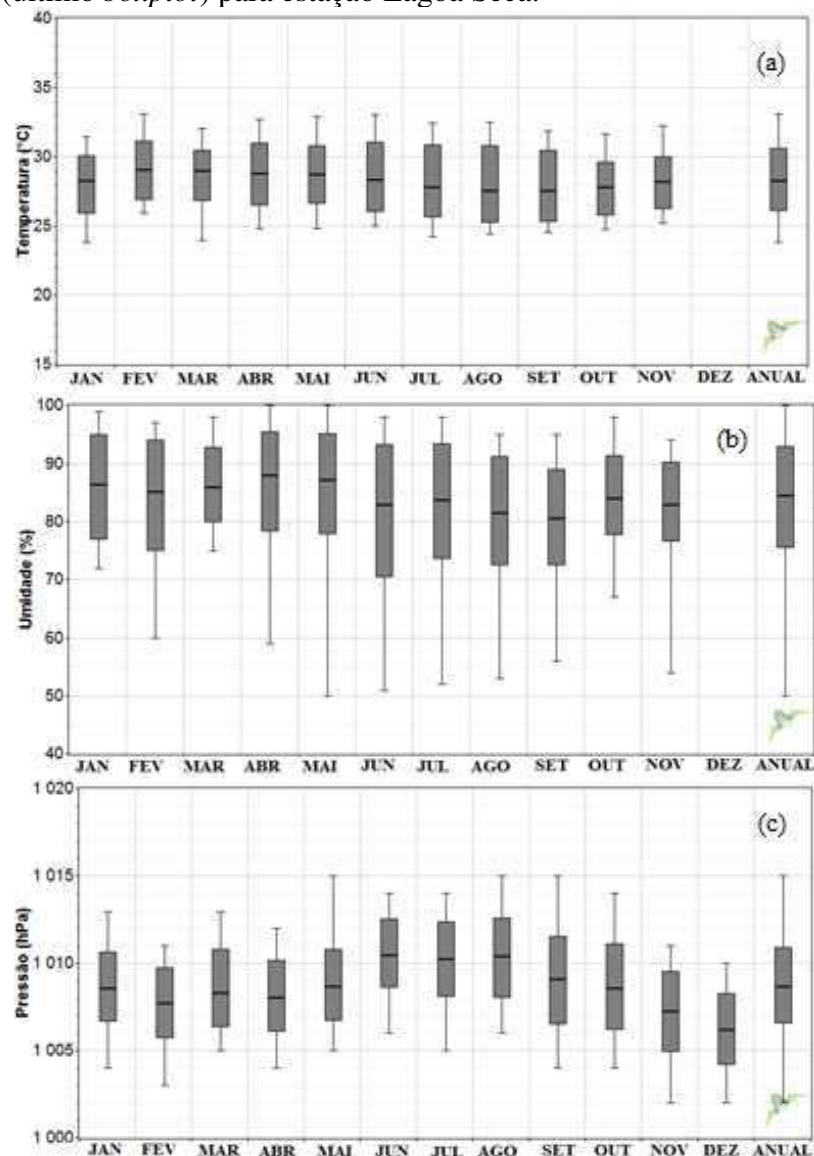 (último boxplot) para estação Lagoa Seca.
40
(a)
35
Temperatura (°C)
30
25
20
15
JAN FEV MAR ABR MAI JUN JUL AGO SET OUT NOV DEZ ANUAL
100
(b)
90
80
Umidade (%)
70
60
50
40
JAN FEV MAR ABR MAI JUN JUL AGO SET OUT NOV DEZ ANUAL
1 020
(c)
1 015
Pressão (hPa)
1 010
1 005
1 000
JAN FEV MAR ABR MAI JUN JUL AGO SET OUT NOV DEZ ANUAL